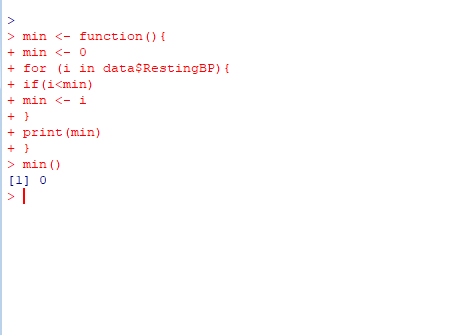 >
> min <- function(){
+ min <- 0
+ for (i in data$RestingBP){
+ if(i<min)
+ min <- i
+ }
+ print(min)
+ }
> min()
[1] 0
>